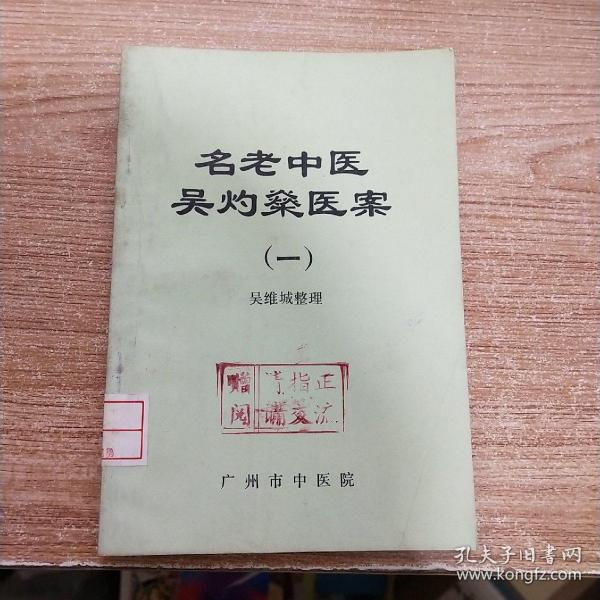 名老中医
吴灼燊医案
（一）
吴维城整理
赠 指正
阅 交流
广州市中医院
孔夫子旧书网
www.kongfz.com